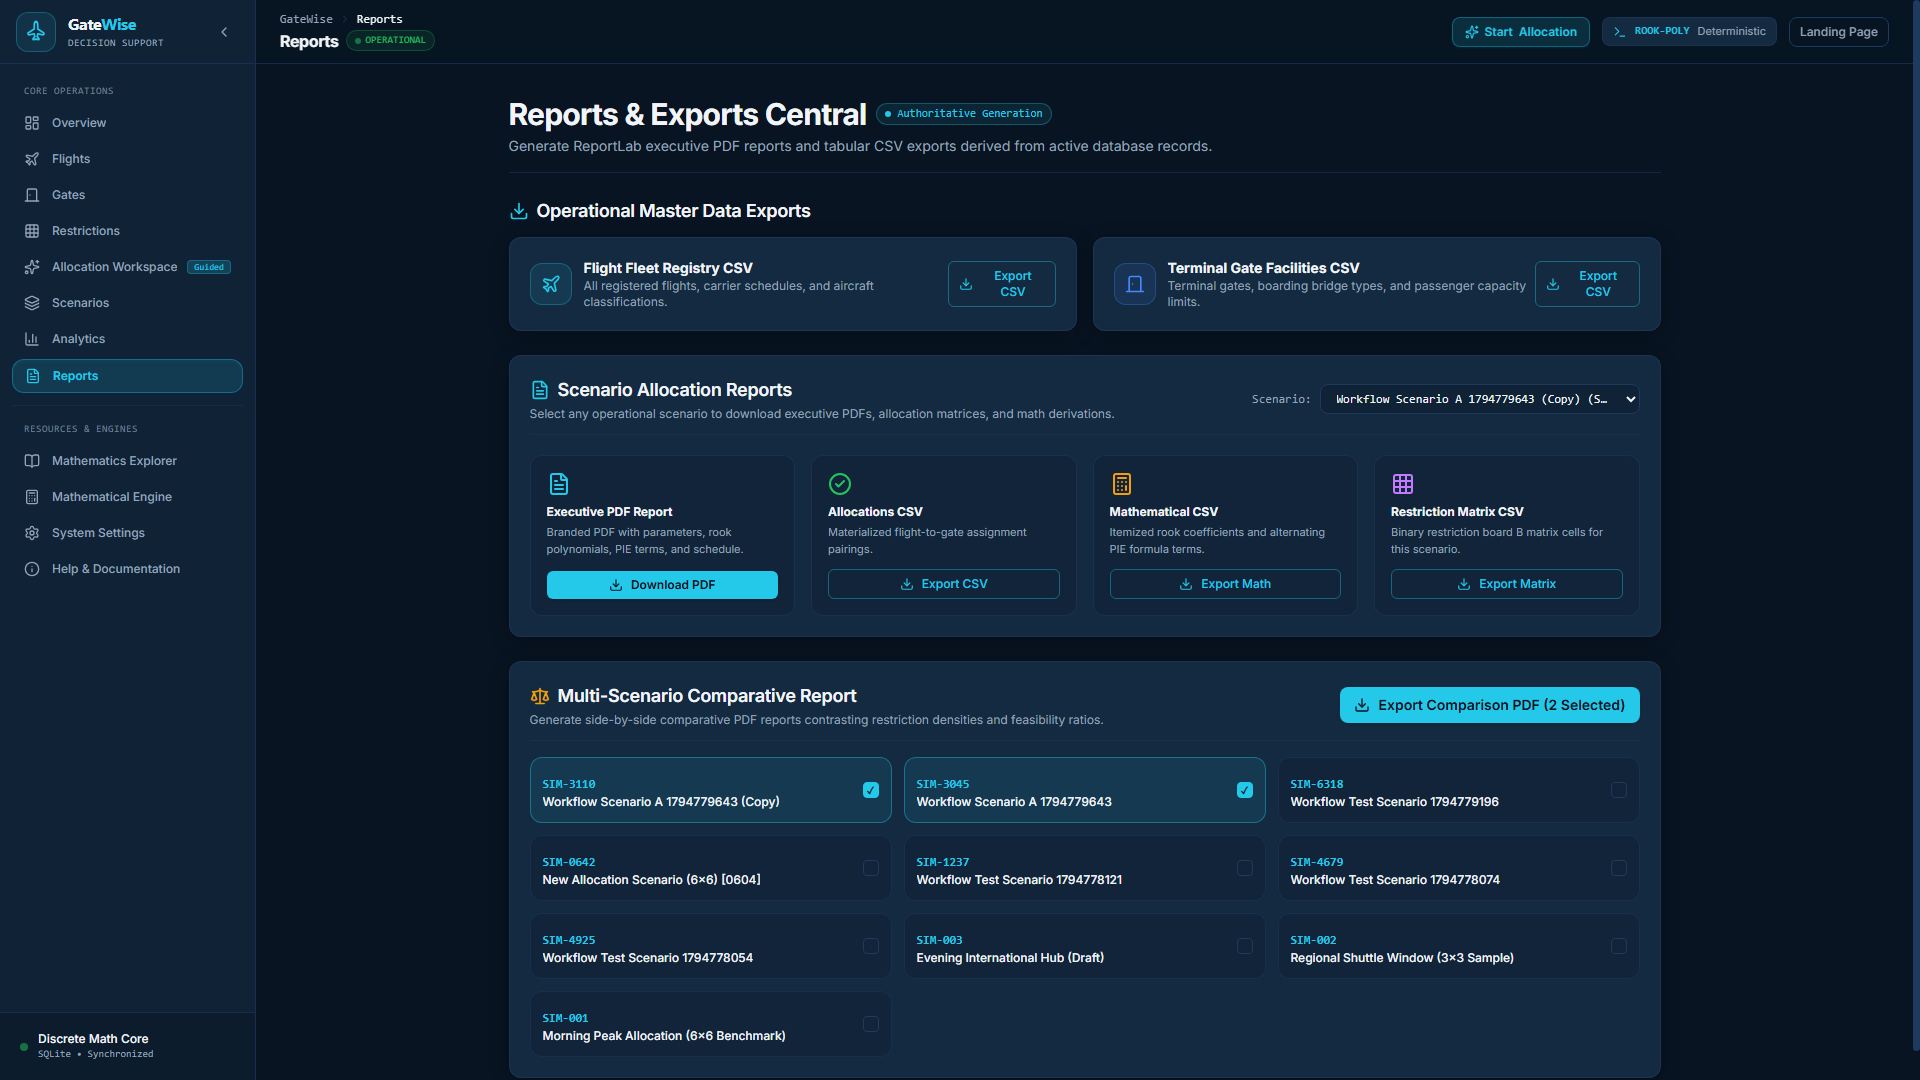 GateWise
DECISION SUPPORT
CORE OPERATIONS
Overview
Flights
Gates
Restrictions
Allocation Workspace Guided
Scenarios
Analytics
Reports
RESOURCES & ENGINES
Mathematics Explorer
Mathematical Engine
System Settings
Help & Documentation
Discrete Math Core
SQLite • Synchronized
GateWise Reports
Reports OPERATIONAL
Start Allocation
ROOK-POLY Deterministic
Landing Page
Reports & Exports Central Authoritative Generation
Generate ReportLab executive PDF reports and tabular CSV exports derived from active database records.
Operational Master Data Exports
Flight Fleet Registry CSV
All registered flights, carrier schedules, and aircraft
classifications.
Export
CSV
Terminal Gate Facilities CSV
Terminal gates, boarding bridge types, and passenger capacity
limits.
Export
CSV
Scenario Allocation Reports
Select any operational scenario to download executive PDFs, allocation matrices, and math derivations.
Scenario: Workflow Scenario A 1794779643 (Copy) (S…
Executive PDF Report
Branded PDF with parameters, rook
polynomials, PIE terms, and schedule.
Download PDF
Allocations CSV
Materialized flight-to-gate assignment
pairings.
Export CSV
Mathematical CSV
Itemized rook coefficients and alternating
PIE formula terms.
Export Math
Restriction Matrix CSV
Binary restriction board B matrix cells for
this scenario.
Export Matrix
Multi-Scenario Comparative Report
Generate side-by-side comparative PDF reports contrasting restriction densities and feasibility ratios.
Export Comparison PDF (2 Selected)
SIM-3110
Workflow Scenario A 1794779643 (Copy)
SIM-3045
Workflow Scenario A 1794779643
SIM-6318
Workflow Test Scenario 1794779196
SIM-0642
New Allocation Scenario (6×6) [0604]
SIM-1237
Workflow Test Scenario 1794778121
SIM-4679
Workflow Test Scenario 1794778074
SIM-4925
Workflow Test Scenario 1794778054
SIM-003
Evening International Hub (Draft)
SIM-002
Regional Shuttle Window (3×3 Sample)
SIM-001
Morning Peak Allocation (6×6 Benchmark)